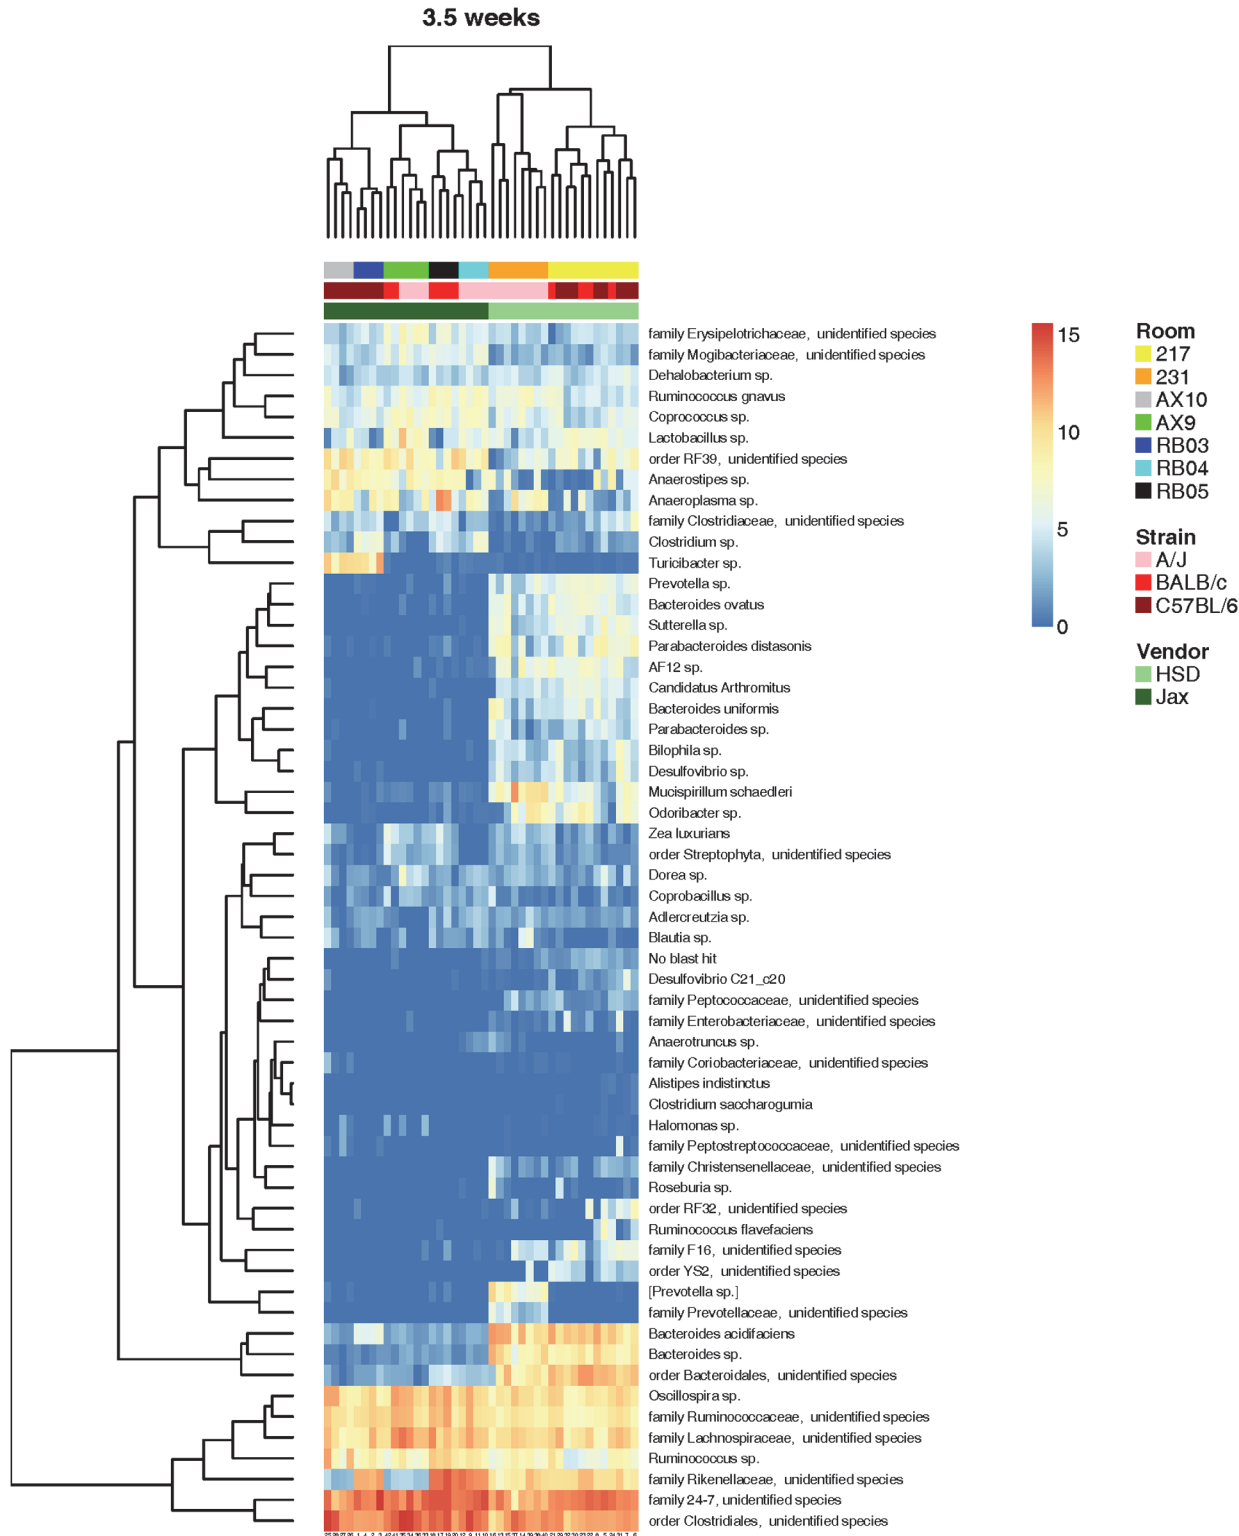 3.5 weeks
family Erysipelotrichaceae, unidentified species
family Mogibacteriaceae, unidentified species
Dehalobacterium sp.
Ruminococcus gnavus
Coprococcus sp.
Lactobacillus sp.
order RF39, unidentified species
Anaerostipes sp.
Anaeroplasma sp.
family Clostridiaceae, unidentified species
Clostridium sp.
Turicibacter sp.
Prevotella sp.
Bacteroides ovatus
Sutterella sp.
Parabacteroides distasonis
AF12 sp.
Candidatus Arthromitus
Bacteroides uniformis
Parabacteroides sp.
Bilophila sp.
Desulfovibrio sp.
Mucispirillum schaedleri
Odoribacter sp.
Zea luxurians
order Streptophyta, unidentified species
Dorea sp.
Coprobacillus sp.
Adlercreutzia sp.
Blautia sp.
No blast hit
Desulfovibrio C21_c20
family Peptococcaceae, unidentified species
family Enterobacteriaceae, unidentified species
Anaerotruncus sp.
family Coriobacteriaceae, unidentified species
Alistipes indistinctus
Clostridium saccharogumia
Halomonas sp.
family Peptostreptococcaceae, unidentified species
family Christensenellaceae, unidentified species
Roseburia sp.
order RF32, unidentified species
Ruminococcus flavefaciens
family F16, unidentified species
order YS2, unidentified species
[Prevotella sp.]
family Prevotellaceae, unidentified species
Bacteroides acidifaciens
Bacteroides sp.
order Bacteroidales, unidentified species
Oscillospira sp.
family Ruminococcaceae, unidentified species
family Lachnospiraceae, unidentified species
Ruminococcus sp.
family Rikenellaceae, unidentified species
family 24-7, unidentified species
order Clostridiales, unidentified species
15
10
5
0
Room
217
231
AX10
AX9
RB03
RB04
RB05
Strain
A/J
BALB/c
C57BL/6
Vendor
HSD
Jax